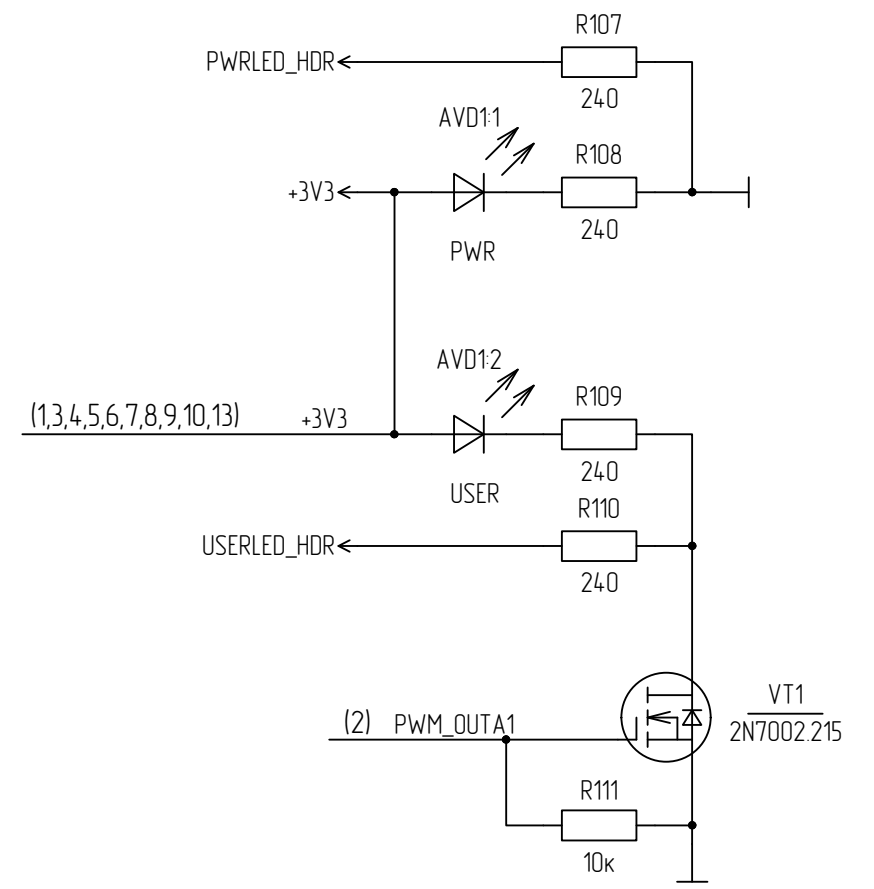 R107
PWRLED_HDR
240
AVD1:1
R108
+3V3
240
PWR
AVD1:2
R109
(1,3,4,5,6,7,8,9,10,13) +3V3
240
USER
R110
USERLED_HDR
240
VT1
(2) PWM_OUTA1
2N7002.215
R111
10к